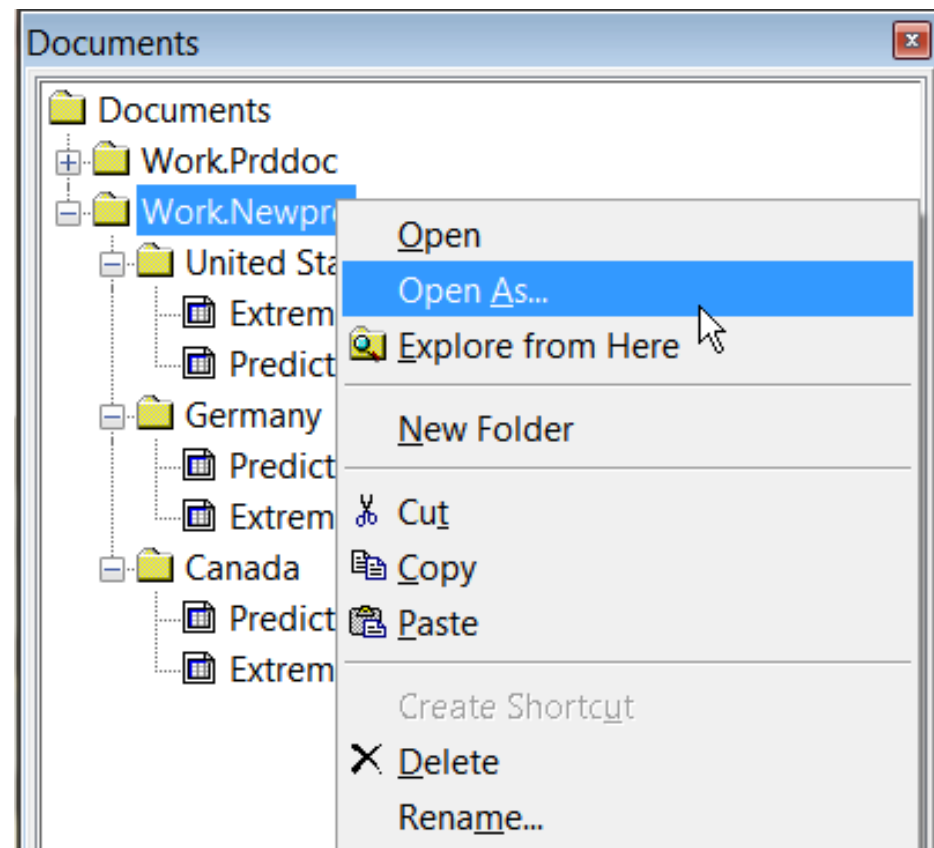 Documents
Documents
Work.Prddoc
Work.Newpr
United Sta
Extrem
Predict
Germany
Predict
Extrem
Canada
Predict
Extrem
Open
Open As...
Explore from Here
New Folder
Cut
Copy
Paste
Create Shortcut
Delete
Rename...